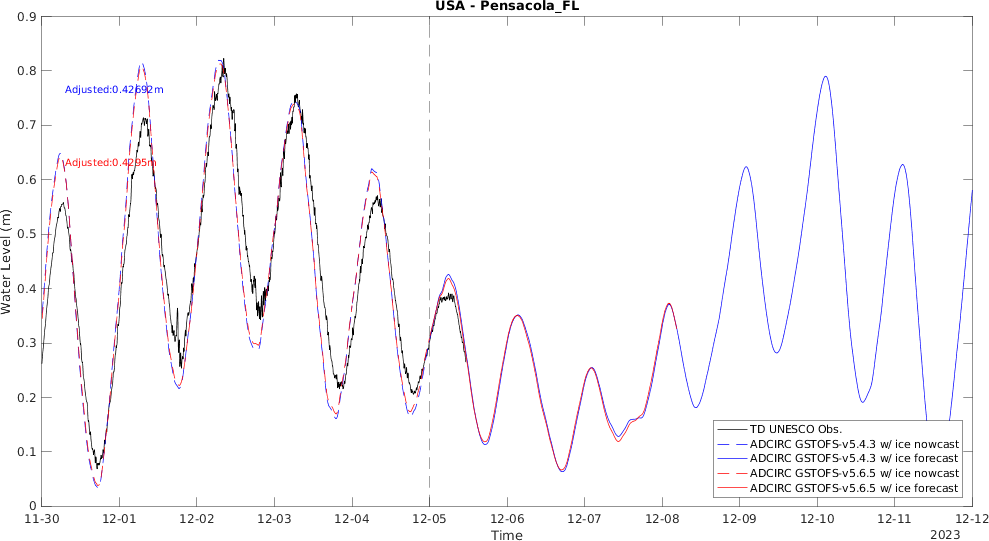 USA - Pensacola_FL
0.9
0.8
0.7
0.6
0.5
0.4
0.3
0.2
0.1
0
Water Level (m)
Adjusted:0.42692m
Adjusted:0.4295m
TD UNESCO Obs.
ADCIRC GSTOFS-v5.4.3 w/ ice nowcast
ADCIRC GSTOFS-v5.4.3 w/ ice forecast
ADCIRC GSTOFS-v5.6.5 w/ ice nowcast
ADCIRC GSTOFS-v5.6.5 w/ ice forecast
11-30 12-01 12-02 12-03 12-04 12-05 12-06 12-07 12-08 12-09 12-10 12-11 12-12
Time
2023